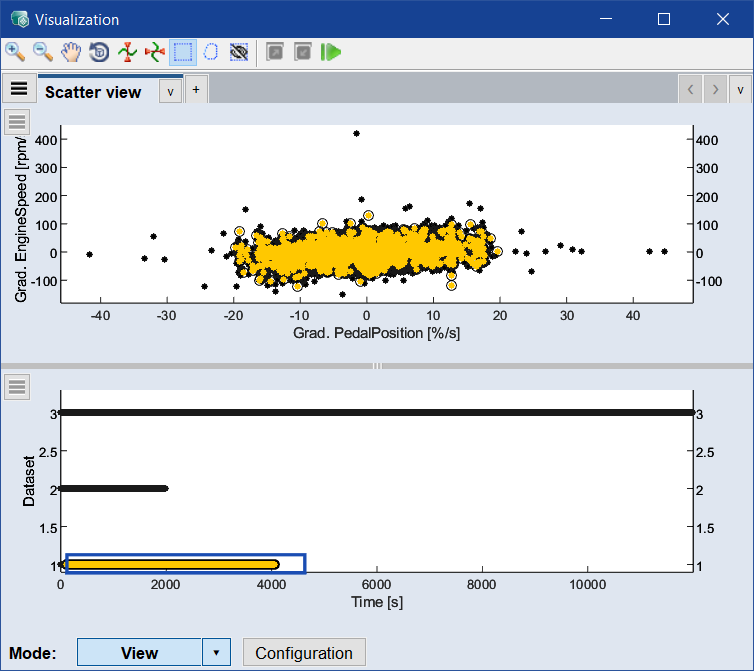 Visualization
Scatter view v + < > v
Grad. EngineSpeed [rpm/
400 400
300 300
200 200
100 100
0 0
-100 -100
-40 -30 -20 -10 0 10 20 30 40
Grad. PedalPosition [%/s]
Dataset
3 3
2.5 2.5
2 2
1.5 1.5
1 1
0 2000 4000 6000 8000 10000
Time [s]
Mode: View Configuration